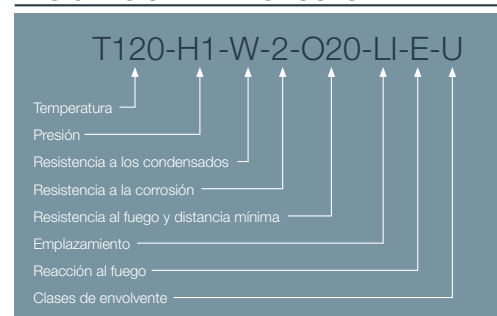 T120-H1-W-2-O20-LI-E-U
Temperatura
Presión
Resistencia a los condensados
Resistencia a la corrosión
Resistencia al fuego y distancia mínima
Emplazamiento
Reacción al fuego
Clases de envolvente